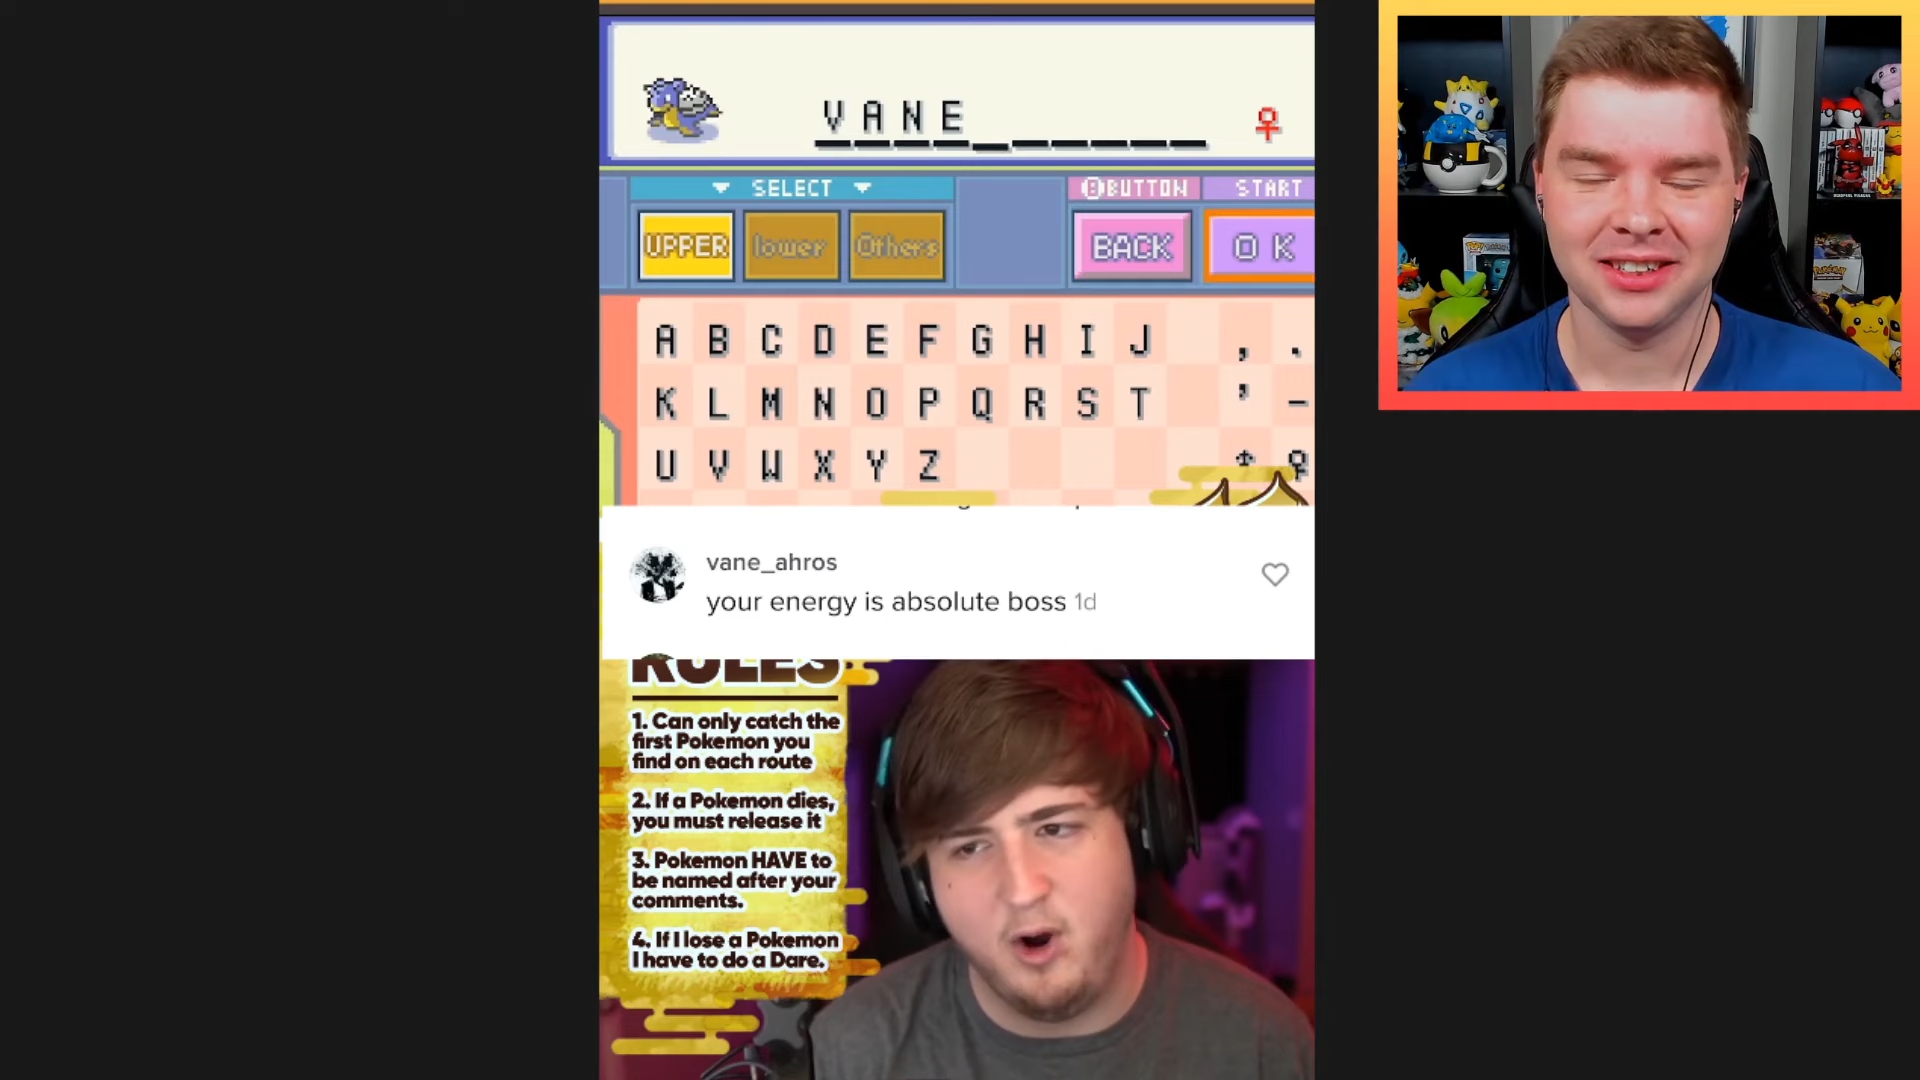 VANE
♀
SELECT
ⒷBUTTON
START
UPPER
lower
Others
BACK
OK
A B C D E F G H I J , .
K L M N O P Q R S T ' -
U V W X Y Z ♂ ♀
vane_ahros
your energy is absolute boss 1d
RULES
1. Can only catch the
first Pokemon you
find on each route
2. If a Pokemon dies,
you must release it
3. Pokemon HAVE to
be named after your
comments.
4. If I lose a Pokemon
I have to do a Dare.